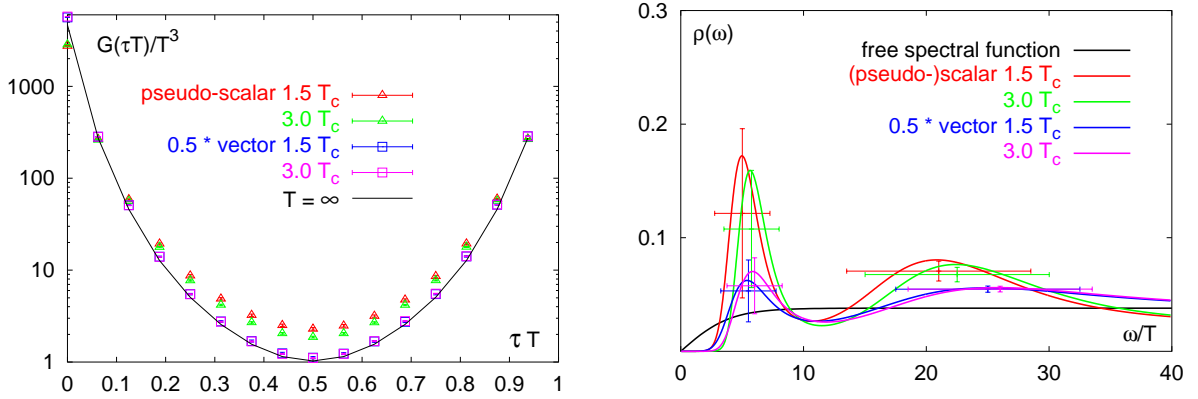 G(τT)/T³
pseudo-scalar 1.5 T_c
3.0 T_c
0.5 * vector 1.5 T_c
3.0 T_c
T = ∞
1000
100
10
1
0 0.1 0.2 0.3 0.4 0.5 0.6 0.7 0.8 0.9 1
τ T
ρ(ω)
free spectral function
(pseudo-)scalar 1.5 T_c
3.0 T_c
0.5 * vector 1.5 T_c
3.0 T_c
0.3
0.2
0.1
0 10 20 30 40
ω/T